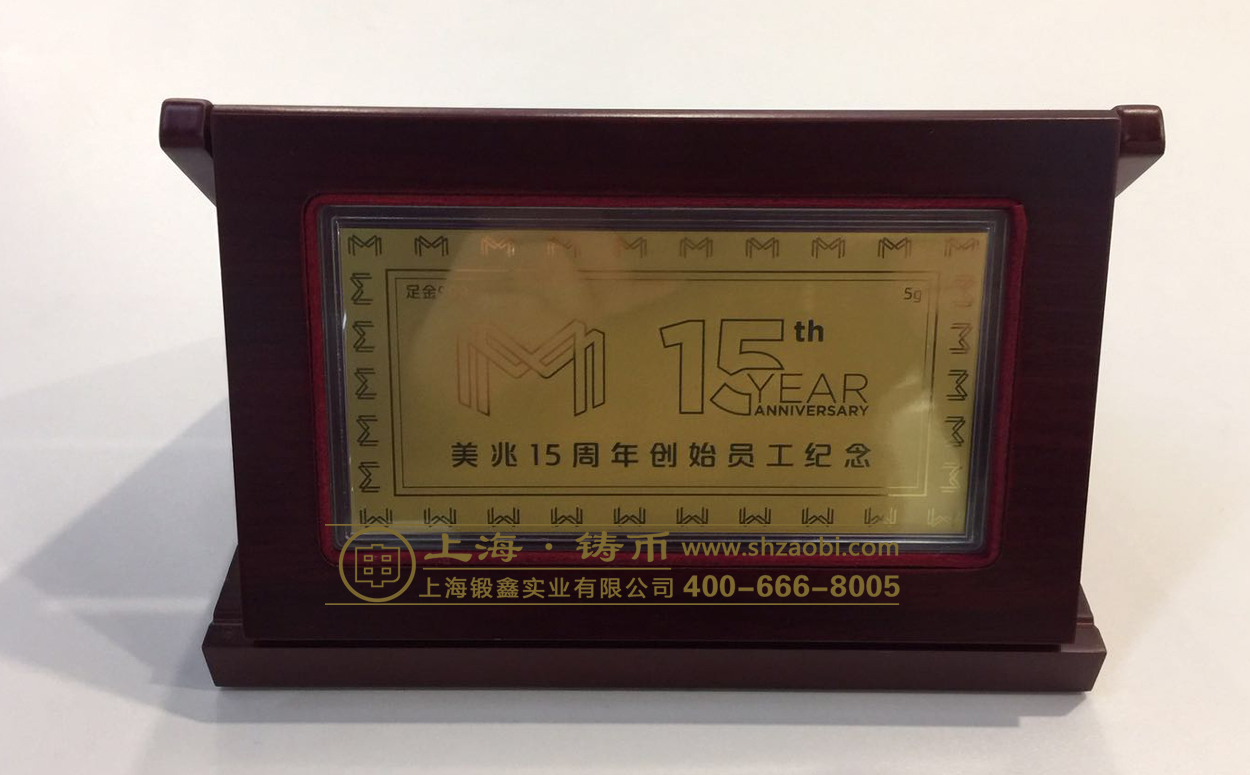 足金
5g
15th
YEAR
ANNIVERSARY
美兆15周年创始员工纪念
上海·铸币 www.shzaobi.com
上海锻鑫实业有限公司 400-666-8005